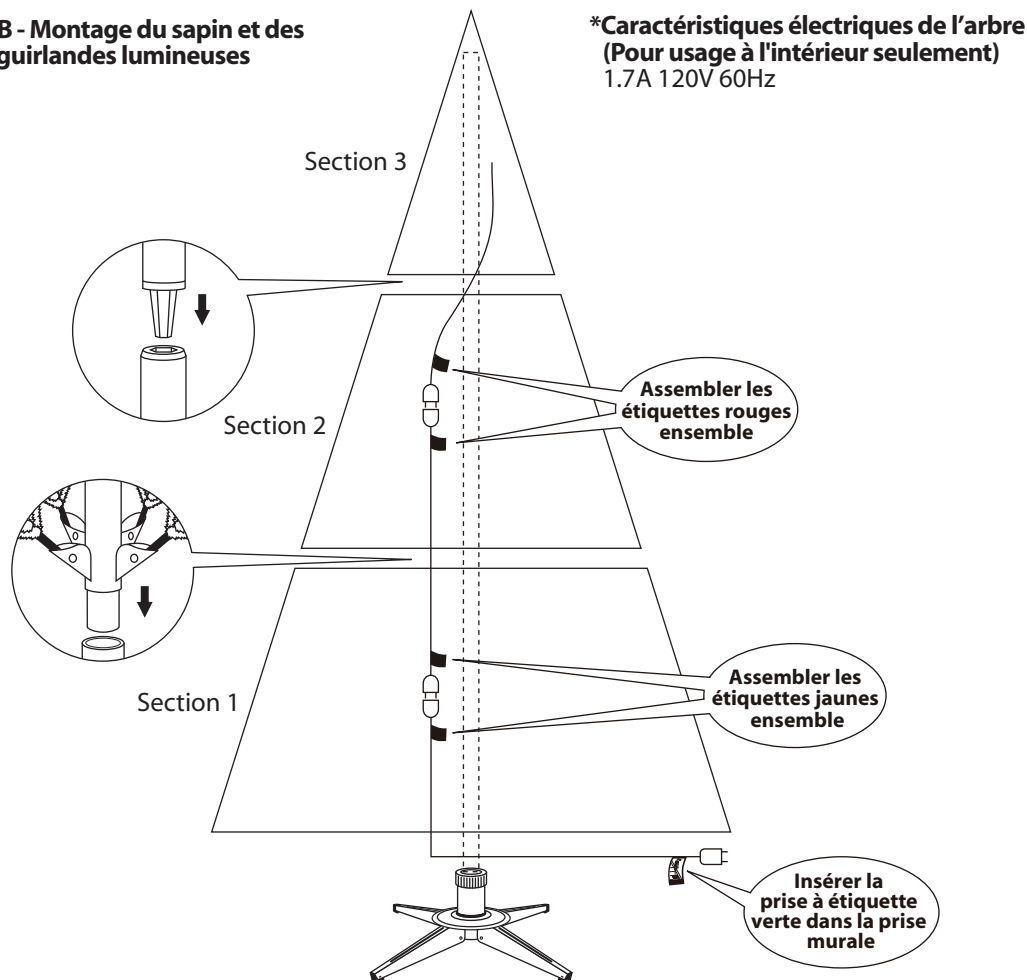 B - Montage du sapin et des
guirlandes lumineuses
*Caractéristiques électriques de l’arbre
(Pour usage à l'intérieur seulement)
1.7A 120V 60Hz
Section 3
Assembler les
étiquettes rouges
ensemble
Section 2
Assembler les
étiquettes jaunes
ensemble
Section 1
Insérer la
prise à étiquette
verte dans la prise
murale